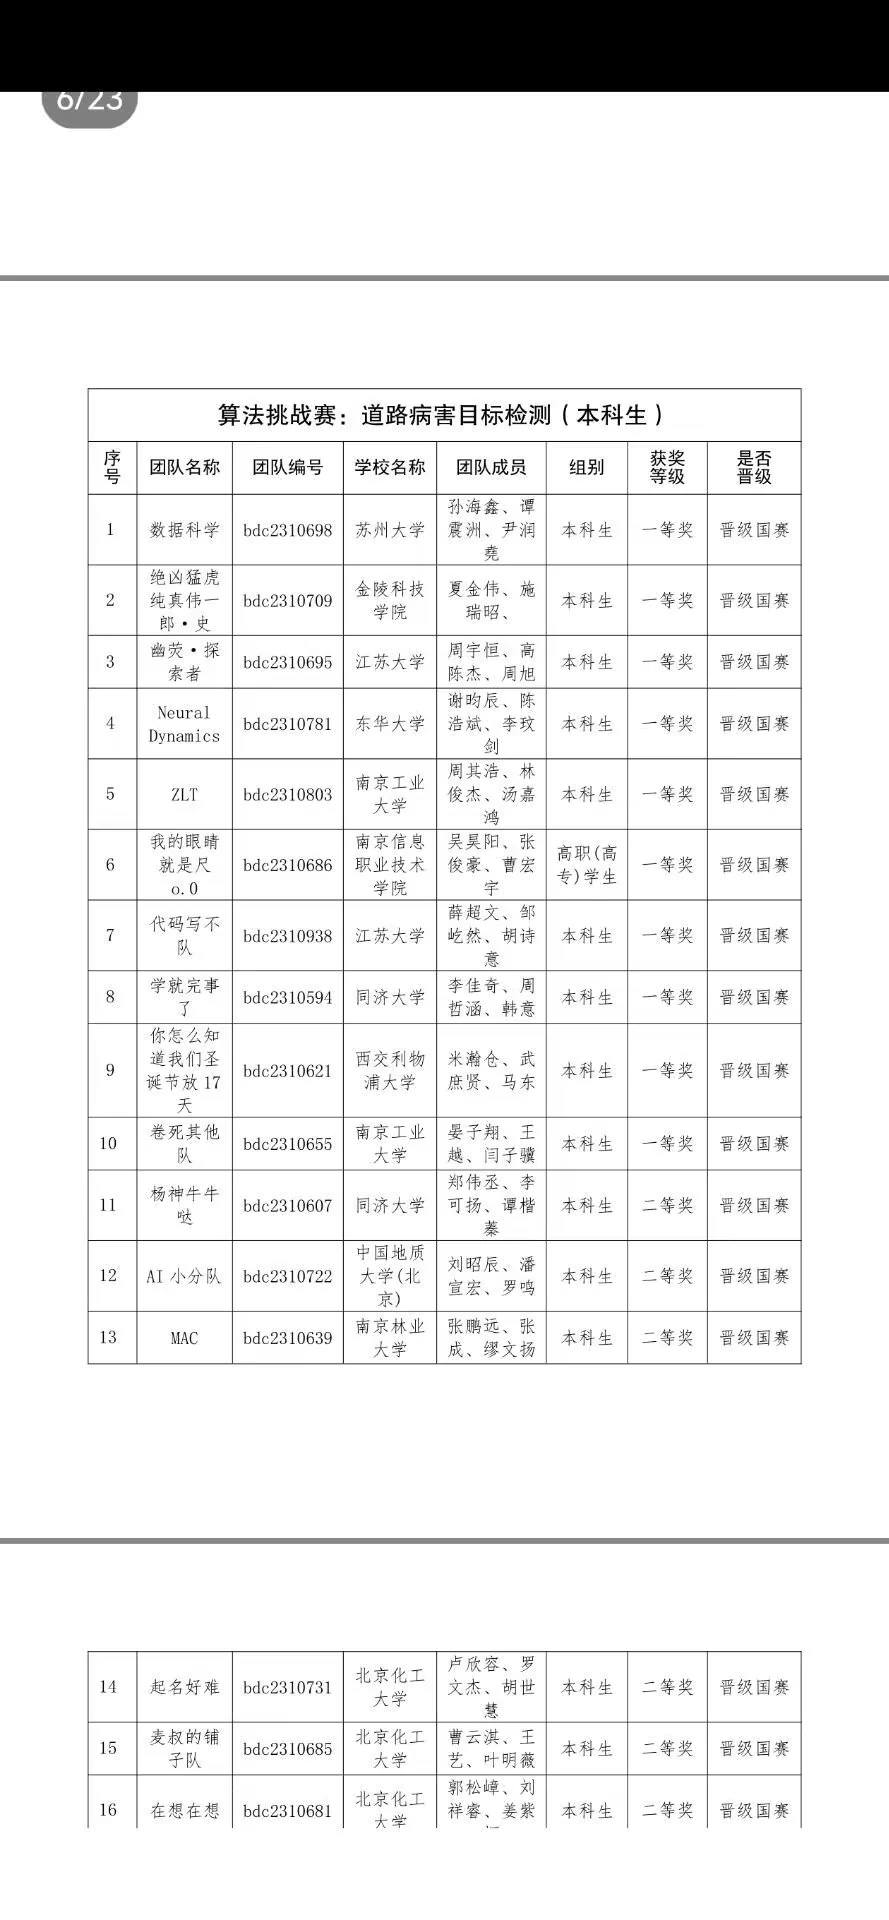 6/23
算法挑战赛：道路病害目标检测（本科生）
序号 团队名称 团队编号 学校名称 团队成员 组别 获奖等级 是否晋级
1 数据科学 bdc2310698 苏州大学 孙海鑫、谭震洲、尹润尧 本科生 一等奖 晋级国赛
2 绝凶猛虎纯真伟一郎·史 bdc2310709 金陵科技学院 夏金伟、施瑞昭、 本科生 一等奖 晋级国赛
3 幽荧·探索者 bdc2310695 江苏大学 周宇恒、高陈杰、周旭 本科生 一等奖 晋级国赛
4 Neural Dynamics bdc2310781 东华大学 谢昀辰、陈浩斌、李玟剑 本科生 一等奖 晋级国赛
5 ZLT bdc2310803 南京工业大学 周其浩、林俊杰、汤嘉鸿 本科生 一等奖 晋级国赛
6 我的眼睛就是尺o.0 bdc2310686 南京信息职业技术学院 吴昊阳、张俊豪、曹宏宇 高职(高专)学生 一等奖 晋级国赛
7 代码写不队 bdc2310938 江苏大学 薛超文、邹屹然、胡诗意 本科生 一等奖 晋级国赛
8 学就完事了 bdc2310594 同济大学 李佳奇、周哲涵、韩意 本科生 一等奖 晋级国赛
9 你怎么知道我们圣诞节放17天 bdc2310621 西交利物浦大学 米瀚仓、武庶贤、马东 本科生 一等奖 晋级国赛
10 卷死其他队 bdc2310655 南京工业大学 晏子翔、王越、闫子骥 本科生 一等奖 晋级国赛
11 杨神牛牛哒 bdc2310607 同济大学 郑伟丞、李可扬、谭楷蓁 本科生 二等奖 晋级国赛
12 AI小分队 bdc2310722 中国地质大学(北京) 刘昭辰、潘宣宏、罗鸣 本科生 二等奖 晋级国赛
13 MAC bdc2310639 南京林业大学 张鹏远、张成、缪文扬 本科生 二等奖 晋级国赛
14 起名好难 bdc2310731 北京化工大学 卢欣容、罗文杰、胡世慧 本科生 二等奖 晋级国赛
15 麦叔的铺子队 bdc2310685 北京化工大学 曹云淇、王艺、叶明薇 本科生 二等奖 晋级国赛
16 在想在想 bdc2310681 北京化工大学 郭松嶂、刘祥睿、姜紫 本科生 二等奖 晋级国赛